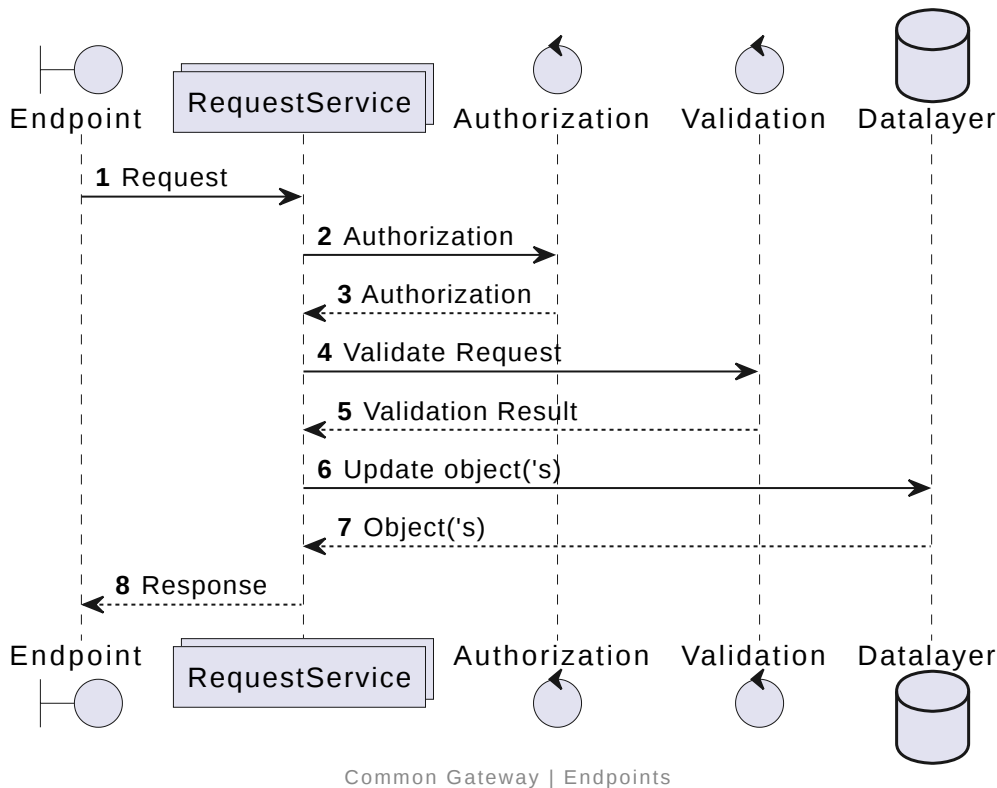 Endpoint RequestService Authorization Validation Datalayer
1 Request
2 Authorization
3 Authorization
4 Validate Request
5 Validation Result
6 Update object('s)
7 Object('s)
8 Response
Endpoint RequestService Authorization Validation Datalayer
Common Gateway | Endpoints